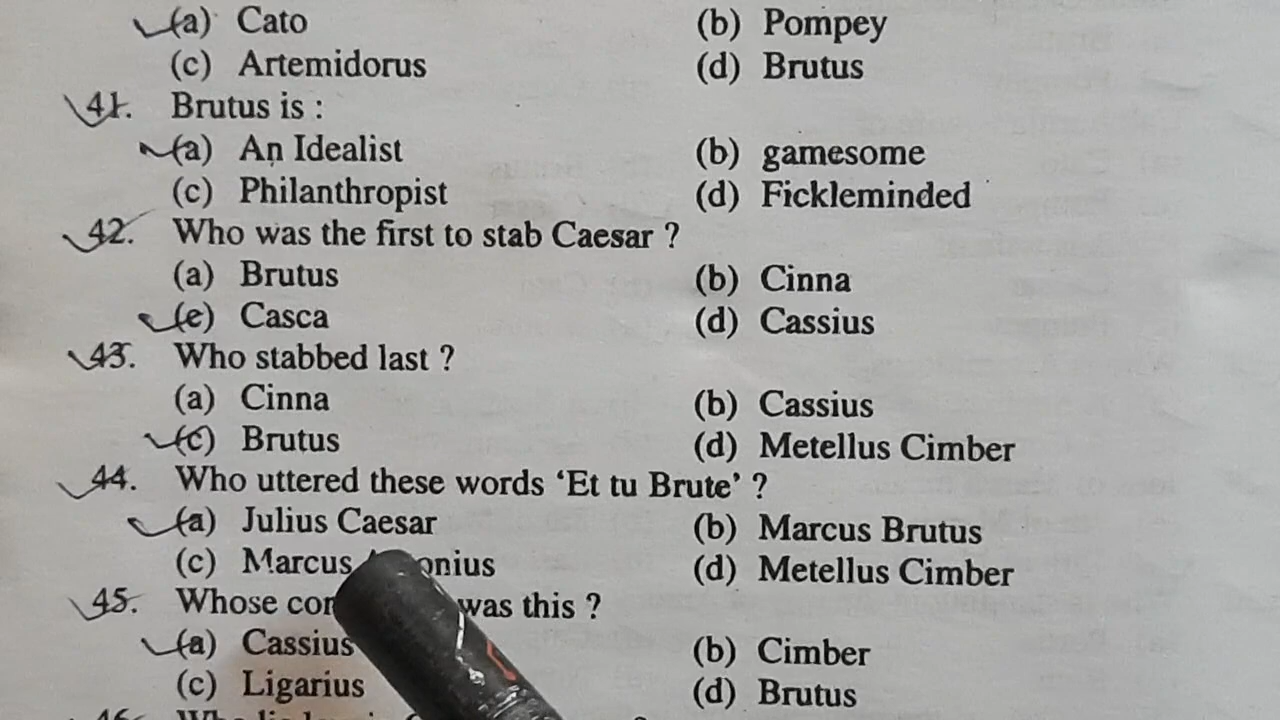 (a) Cato (b) Pompey
(c) Artemidorus (d) Brutus
41. Brutus is :
(a) An Idealist (b) gamesome
(c) Philanthropist (d) Fickleminded
42. Who was the first to stab Caesar ?
(a) Brutus (b) Cinna
(c) Casca (d) Cassius
43. Who stabbed last ?
(a) Cinna (b) Cassius
(c) Brutus (d) Metellus Cimber
44. Who uttered these words ‘Et tu Brute’ ?
(a) Julius Caesar (b) Marcus Brutus
(c) Marcus (d) Metellus Cimber
45. Whose was this ?
(a) Cassius (b) Cimber
(c) Ligarius (d) Brutus